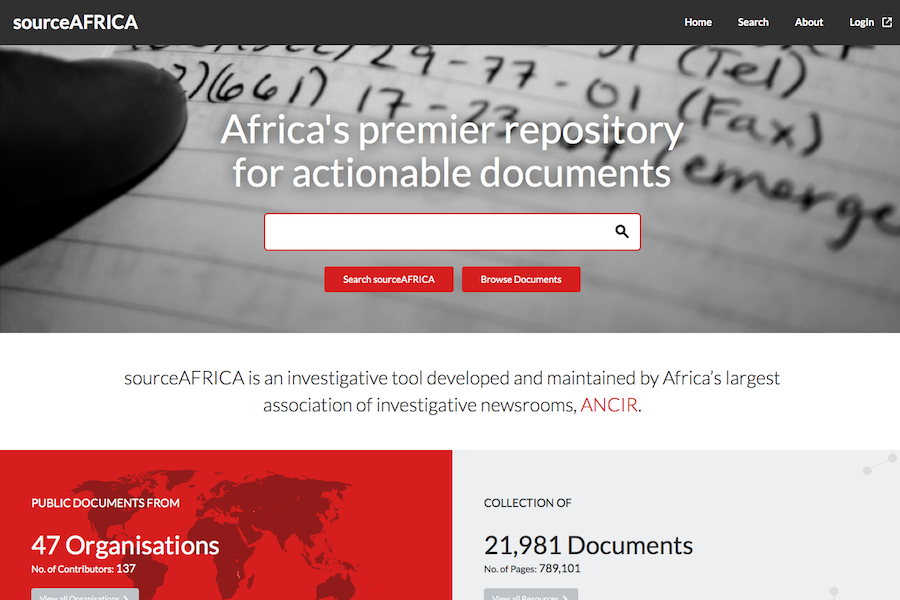 sourceAFRICA
Home Search About Login
29-77-01 (Tel)
(661) 17-23 (Fax)
emerge
Africa's premier repository
for actionable documents
Search sourceAFRICA Browse Documents
sourceAFRICA is an investigative tool developed and maintained by Africa's largest
association of investigative newsrooms, ANCIR.
PUBLIC DOCUMENTS FROM
47 Organisations
No. of Contributors: 137
View all Organisations
COLLECTION OF
21,981 Documents
No. of Pages: 789,101
View all Resources